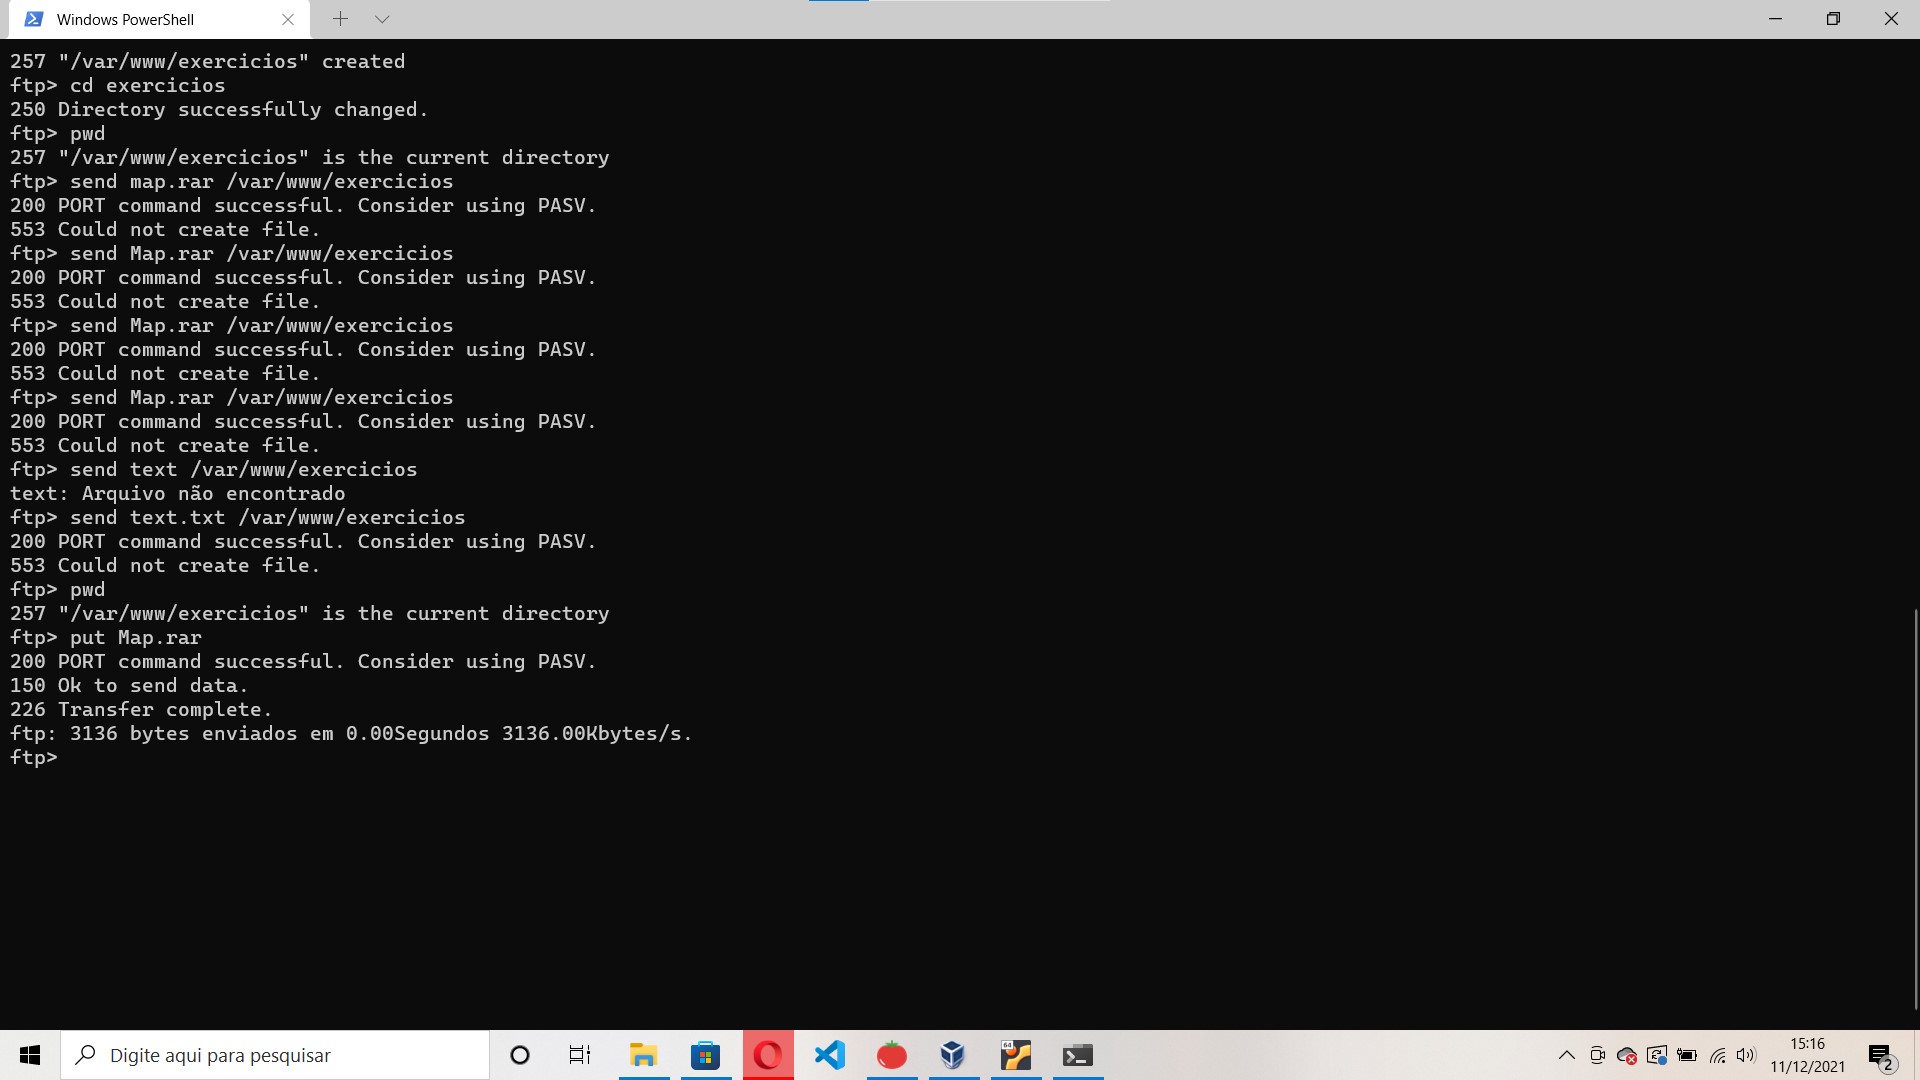 Windows PowerShell
257 "/var/www/exercicios" created
ftp> cd exercicios
250 Directory successfully changed.
ftp> pwd
257 "/var/www/exercicios" is the current directory
ftp> send map.rar /var/www/exercicios
200 PORT command successful. Consider using PASV.
553 Could not create file.
ftp> send Map.rar /var/www/exercicios
200 PORT command successful. Consider using PASV.
553 Could not create file.
ftp> send Map.rar /var/www/exercicios
200 PORT command successful. Consider using PASV.
553 Could not create file.
ftp> send Map.rar /var/www/exercicios
200 PORT command successful. Consider using PASV.
553 Could not create file.
ftp> send text /var/www/exercicios
text: Arquivo não encontrado
ftp> send text.txt /var/www/exercicios
200 PORT command successful. Consider using PASV.
553 Could not create file.
ftp> pwd
257 "/var/www/exercicios" is the current directory
ftp> put Map.rar
200 PORT command successful. Consider using PASV.
150 Ok to send data.
226 Transfer complete.
ftp: 3136 bytes enviados em 0.00Segundos 3136.00Kbytes/s.
ftp>
Digite aqui para pesquisar
64
15:16
11/12/2021
2